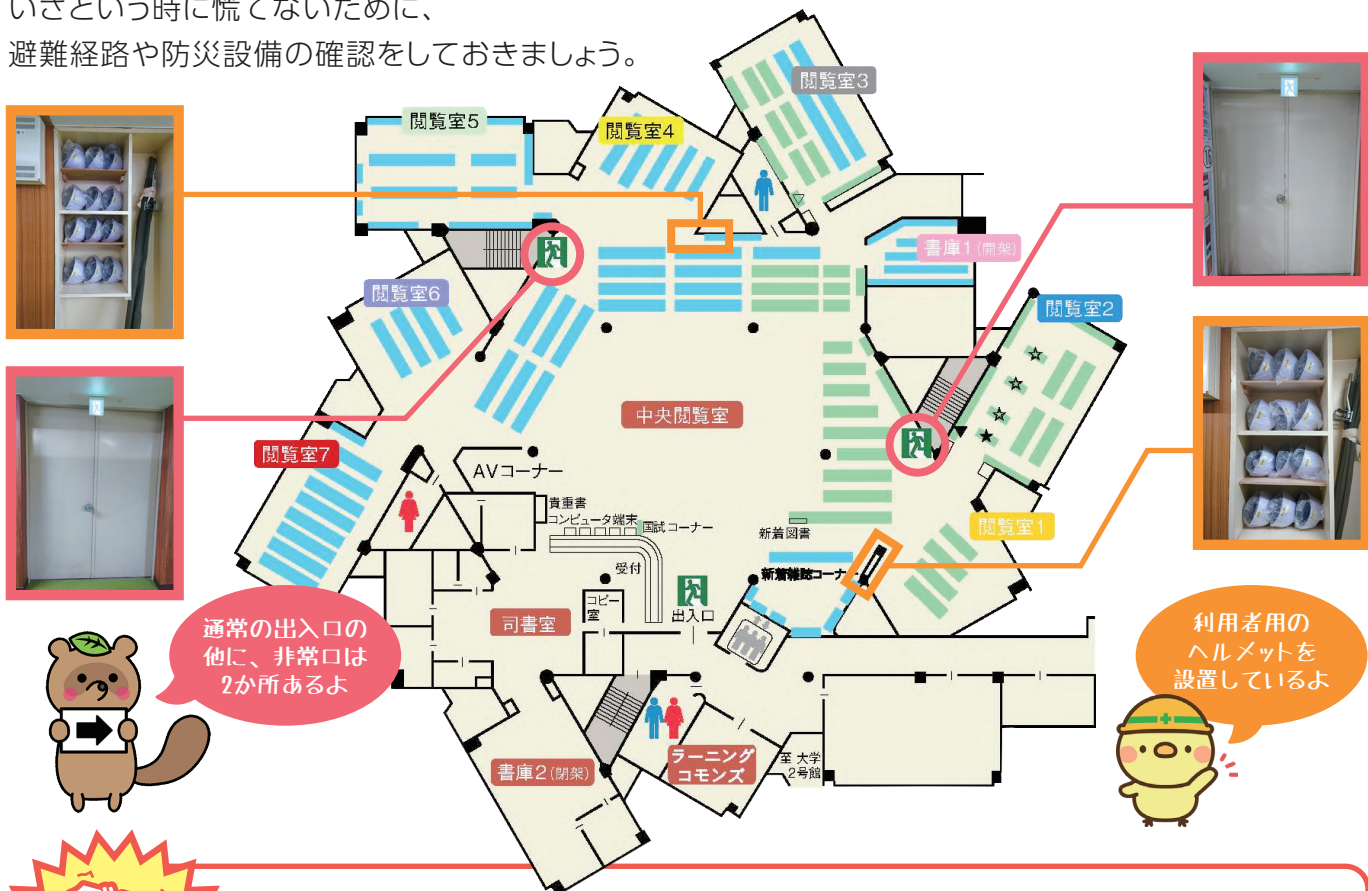 いざという時に慌てないために、
避難経路や防災設備の確認をしておきましょう。
閲覧室3
閲覧室5
閲覧室4
書庫1(開架)
閲覧室6
閲覧室2
中央閲覧室
閲覧室7
AVコーナー
貴重書
コンピュータ端末
国試コーナー
新着図書
閲覧室1
受付
新着雑誌コーナー
コピー
室
出入口
司書室
通常の出入口の
他に、非常口は
2か所あるよ
利用者用の
ヘルメットを
設置しているよ
書庫2(閉架)
ラーニング
コモンズ
至 大学
2号館
16